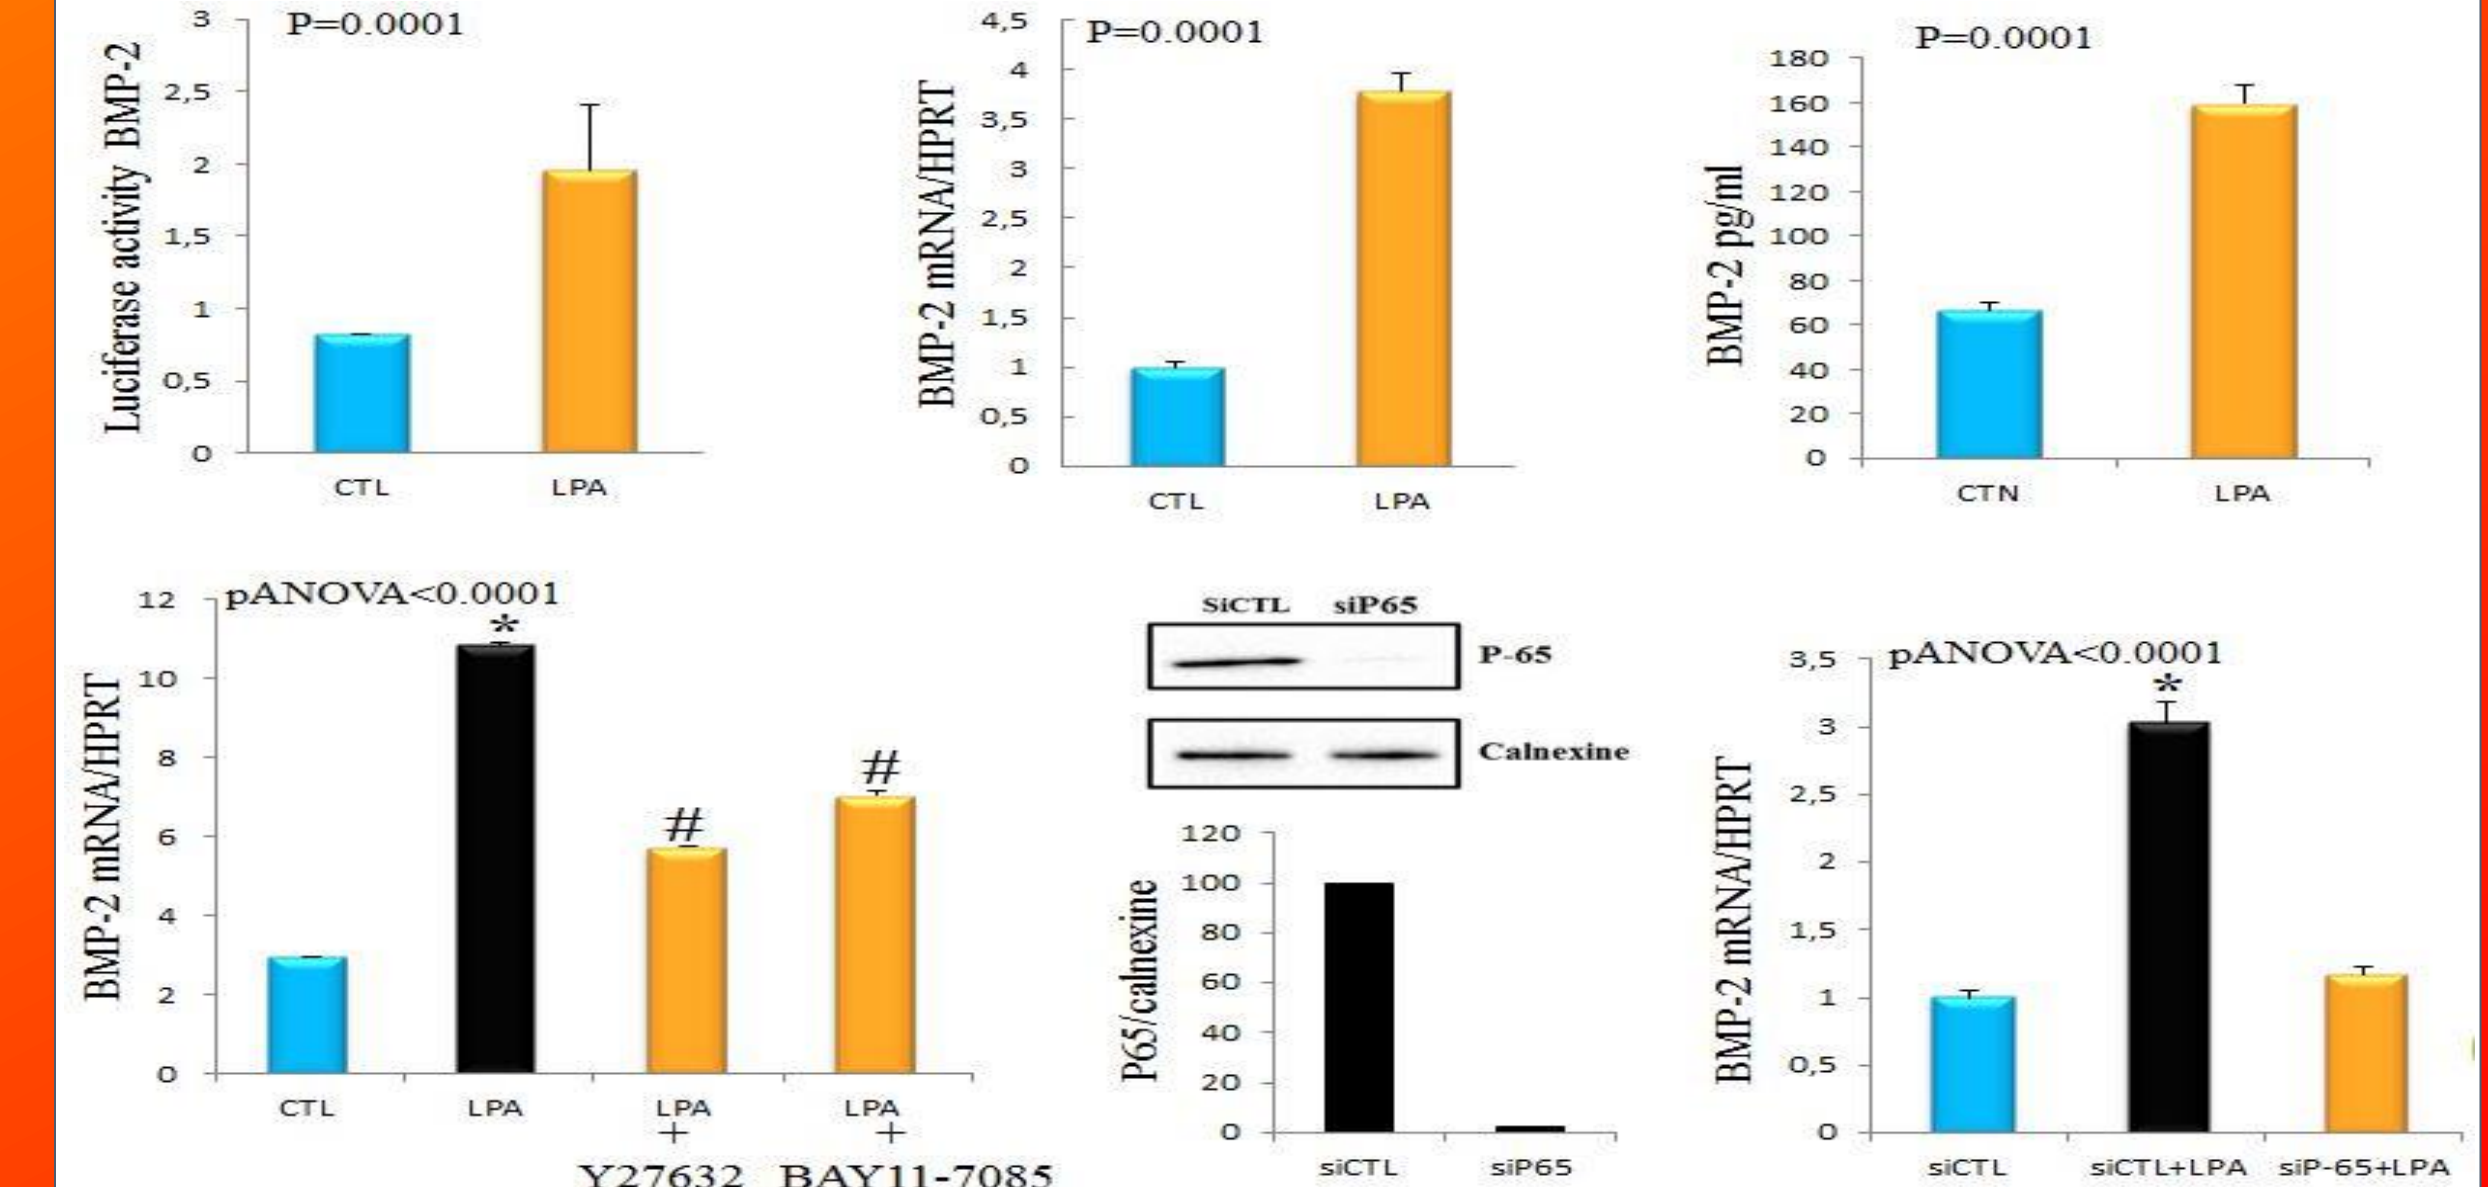 P=0.0001
Luciferase activity BMP-2
3
2,5
2
1,5
1
0,5
0
CTL LPA
P=0.0001
BMP-2 mRNA/HPRT
4,5
4
3,5
3
2,5
2
1,5
1
0,5
0
CTL LPA
P=0.0001
BMP-2 pg/ml
180
160
140
120
100
80
60
40
20
0
CTN LPA
pANOVA<0.0001
BMP-2 mRNA/HPRT
12
10
8
6
4
2
0
*
#
#
CTL LPA LPA LPA
+ +
Y27632 BAY11-7085
SiCTL siP65
P-65
Calnexine
P65/calnexine
120
100
80
60
40
20
0
siCTL siP65
pANOVA<0.0001
BMP-2 mRNA/HPRT
3,5
3
2,5
2
1,5
1
0,5
0
*
siCTL siCTL+LPA siP-65+LPA